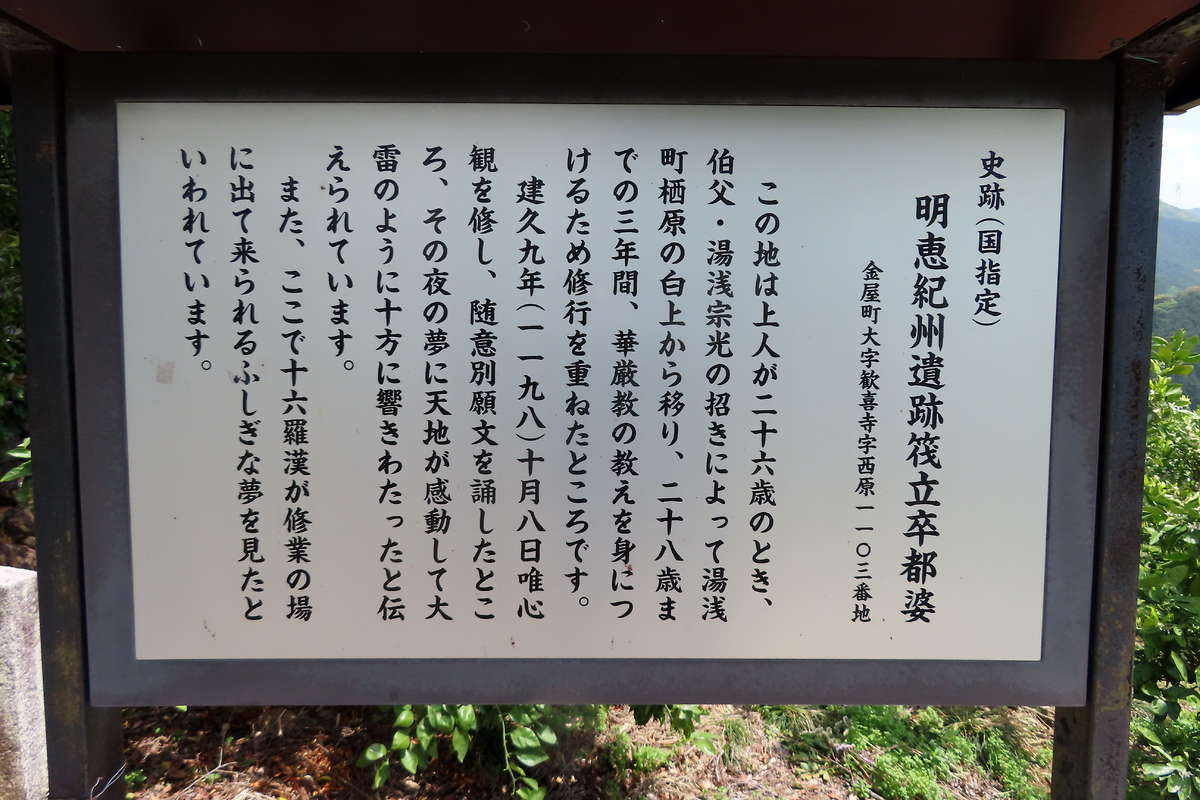 史跡(国指定)
明恵紀州遺跡筏立卒都婆
金屋町大字歓喜寺字西原一一〇三番地
この地は上人が二十六歳のとき、
伯父・湯浅宗光の招きによって湯浅
町栖原の白上から移り、二十八歳ま
での三年間、華厳教の教えを身につ
けるため修行を重ねたところです。
建久九年(一一九八)十月八日唯心
観を修し、随意別願文を誦したとこ
ろ、その夜の夢に天地が感動して大
雷のように十方に響きわたったと伝
えられています。
また、ここで十六羅漢が修業の場
に出て来られるふしぎな夢を見たと
いわれています。